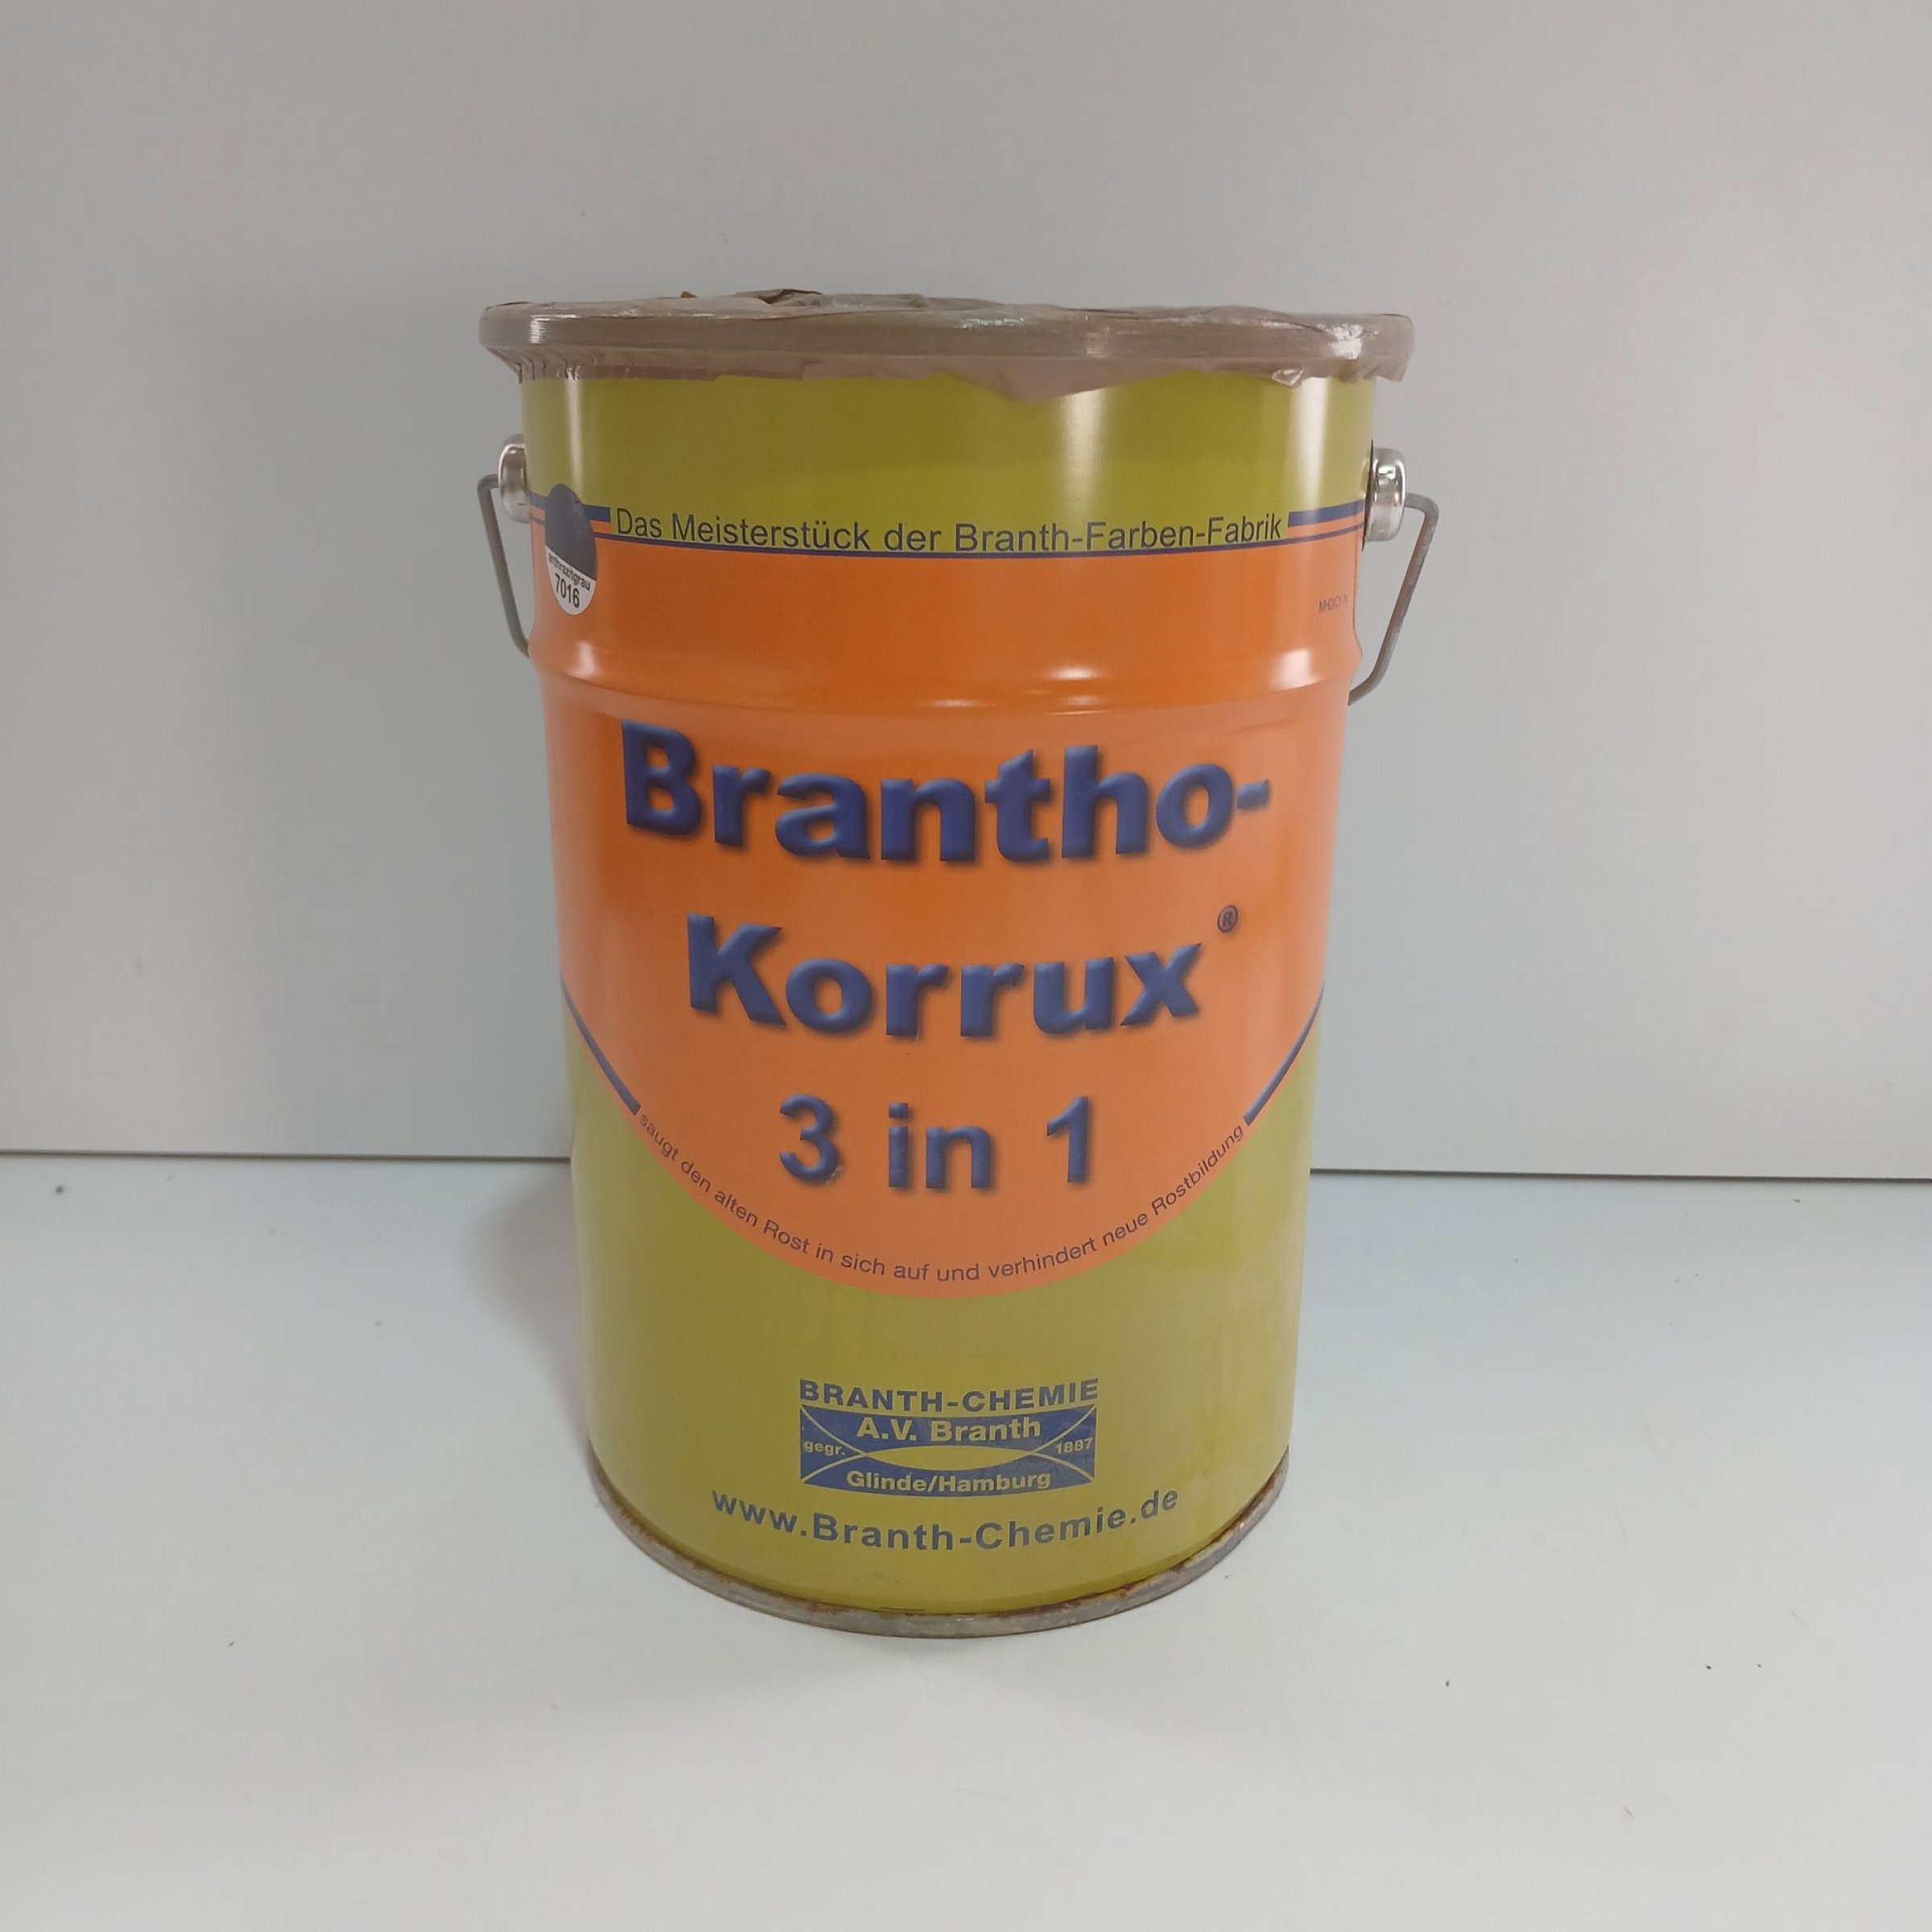 Das Meisterstück der Branth-Farben-Fabrik
anthrazitgrau
7016
Brantho-
Korrux®
3 in 1
saugt den alten Rost in sich auf und verhindert neue Rostbildung
BRANTH-CHEMIE
A.V. Branth
gegr. 1887
Glinde/Hamburg
www.Branth-Chemie.de